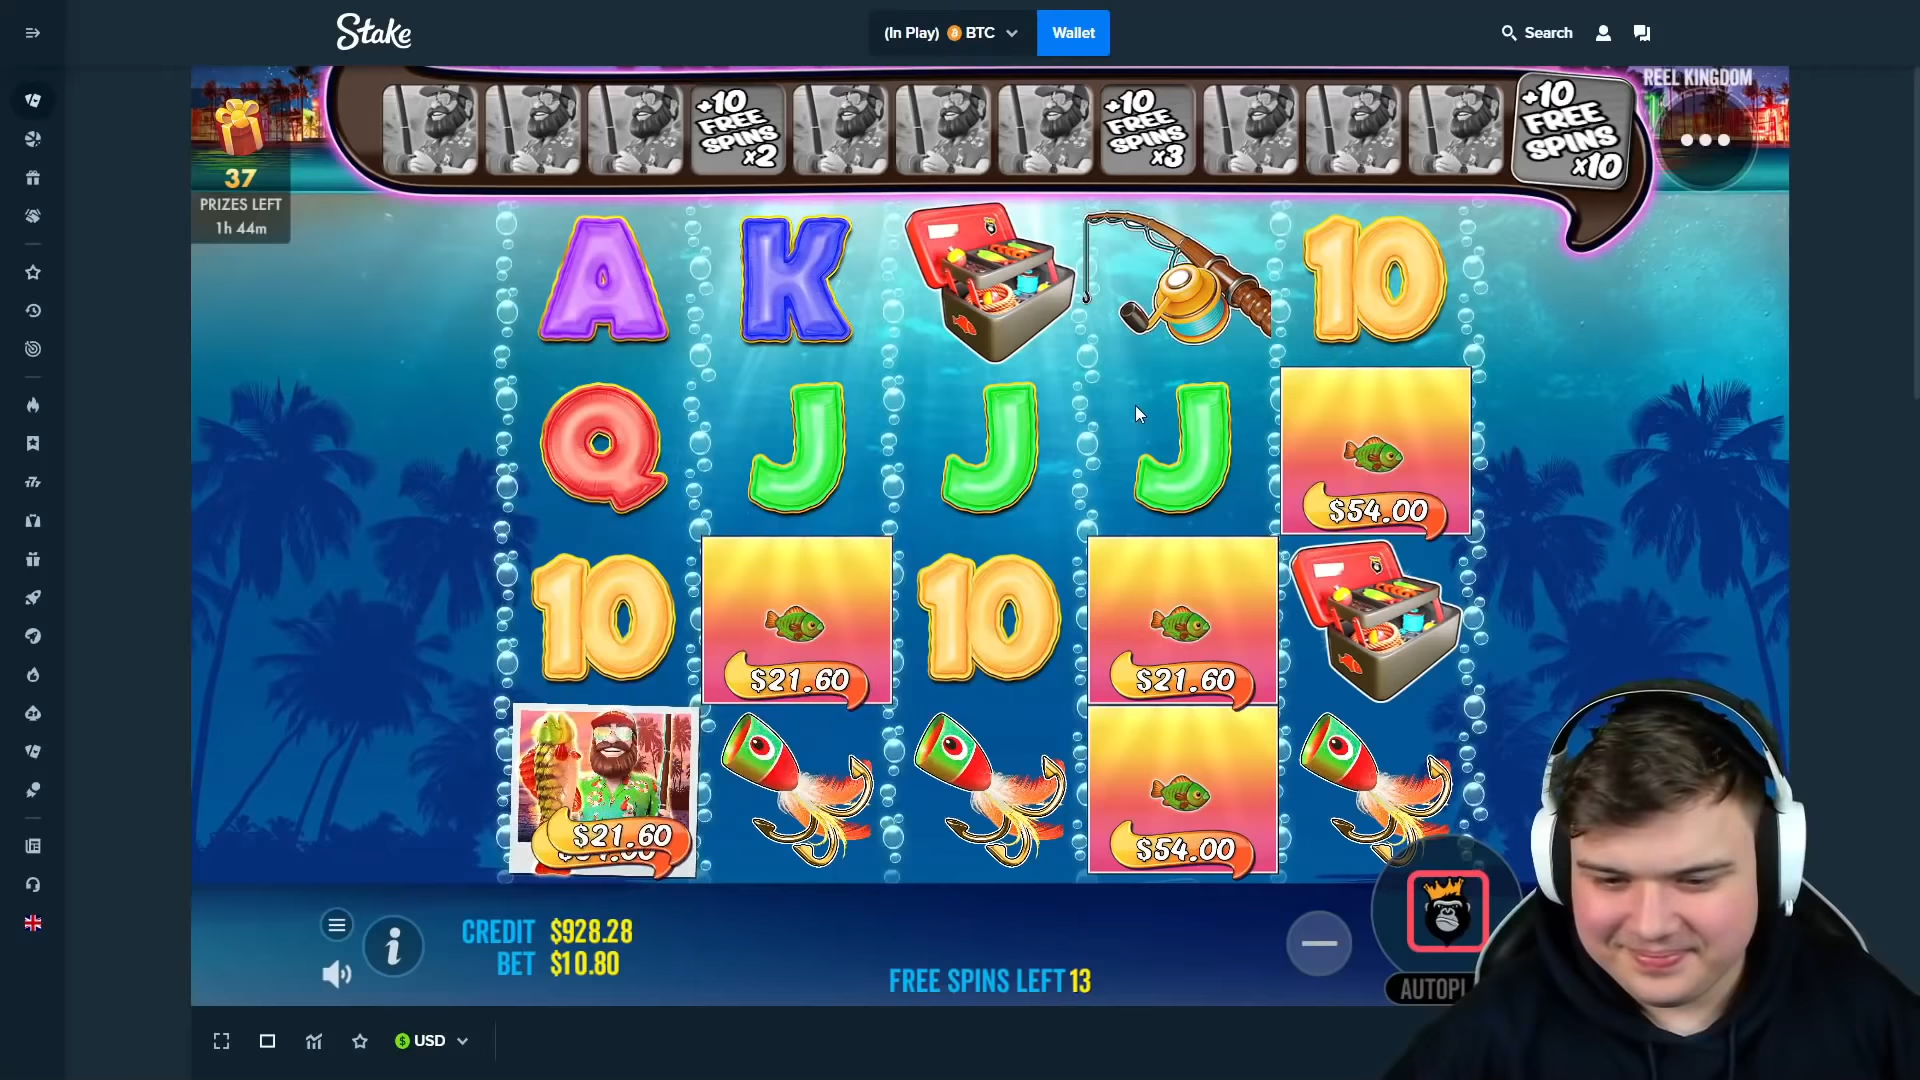 Stake
(In Play) BTC
Wallet
Search
REEL KINGDOM
+10
FREE
SPINS
x2
+10
FREE
SPINS
x3
+10
FREE
SPINS
x10
37
PRIZES LEFT
1h 44m
A
K
10
Q
J
J
J
$54.00
10
$21.60
10
$21.60
$21.60
$54.00
CREDIT $928.28
BET $10.80
FREE SPINS LEFT 13
USD